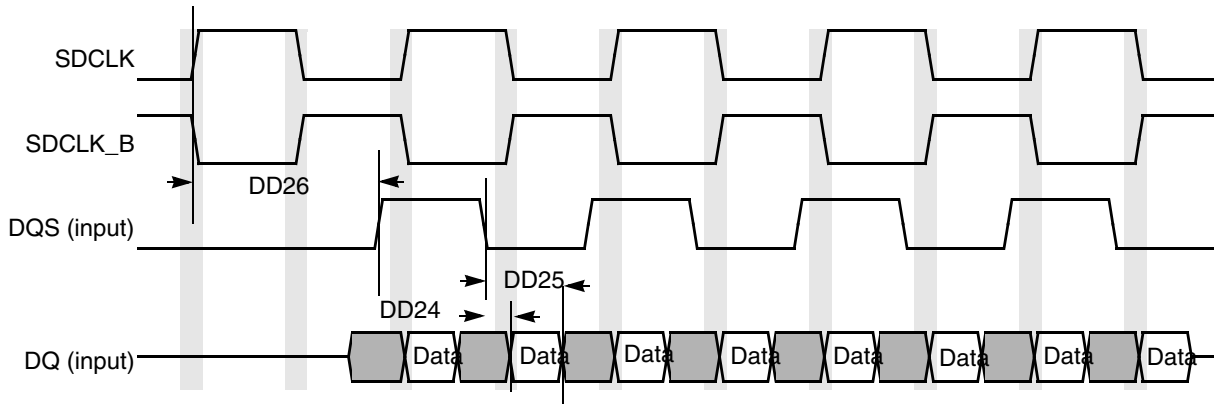 SDCLK
SDCLK_B
DD26
DQS (input)
DD25
DD24
DQ (input)
Data Data Data Data Data Data Data Data